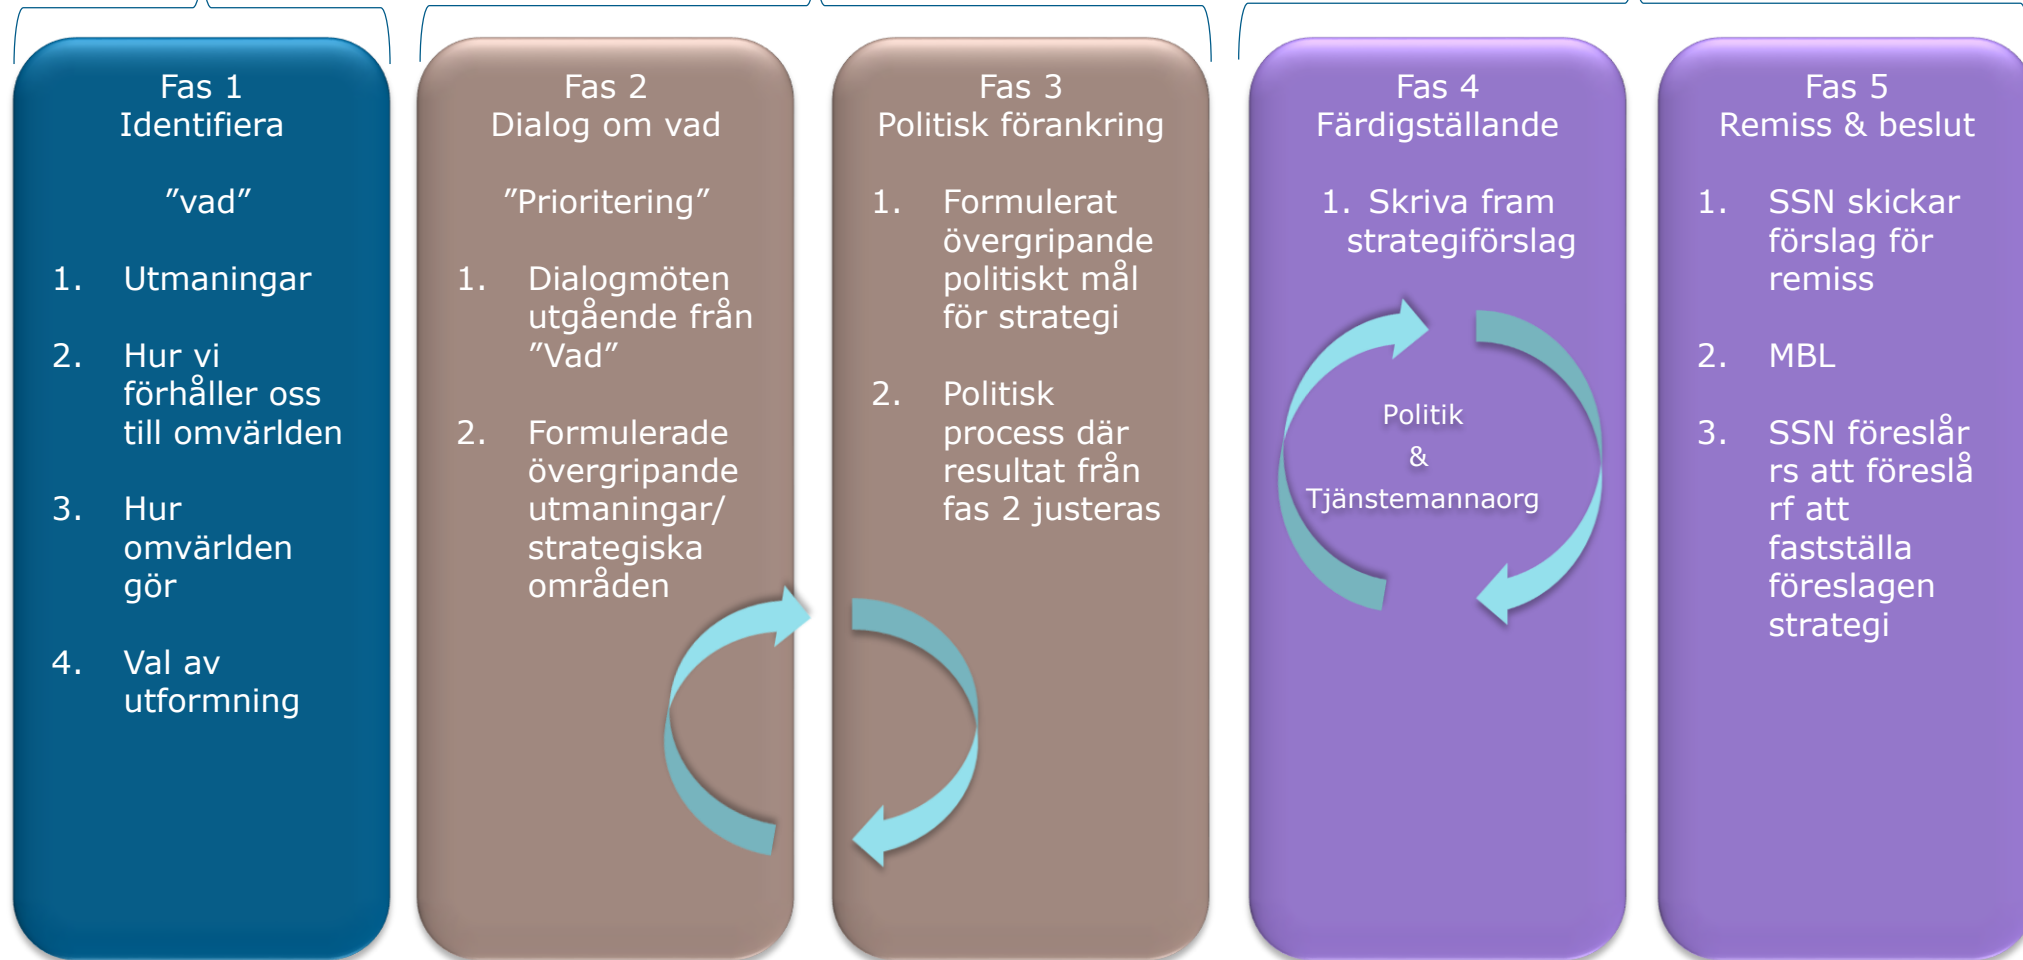 Fas 1
Identifiera
”vad”
1. Utmaningar
2. Hur vi
förhåller oss
till omvärlden
3. Hur
omvärlden
gör
4. Val av
utformning
Fas 2
Dialog om vad
”Prioritering”
1. Dialogmöten
utgående från
”Vad”
2. Formulerade
övergripande
utmaningar/
strategiska
områden
Fas 3
Politisk förankring
1. Formulerat
övergripande
politiskt mål
för strategi
2. Politisk
process där
resultat från
fas 2 justeras
Fas 4
Färdigställande
1. Skriva fram
strategiförslag
Politik
&
Tjänstemannaorg
Fas 5
Remiss & beslut
1. SSN skickar
förslag för
remiss
2. MBL
3. SSN föreslår
rs att föreslå
rf att
fastställa
föreslagen
strategi